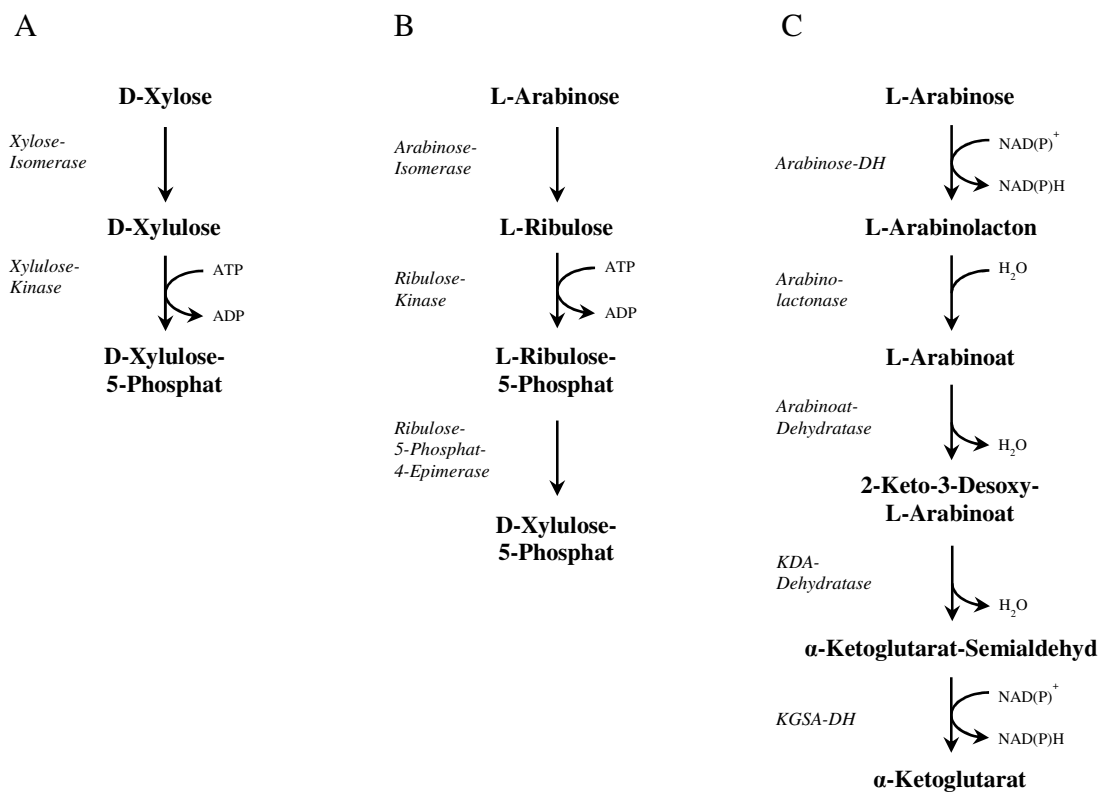 A
D-Xylose
Xylose-
Isomerase
D-Xylulose
Xylulose-
Kinase
ATP
ADP
D-Xylulose-
5-Phosphat
B
L-Arabinose
Arabinose-
Isomerase
L-Ribulose
Ribulose-
Kinase
ATP
ADP
L-Ribulose-
5-Phosphat
Ribulose-
5-Phosphat-
4-Epimerase
D-Xylulose-
5-Phosphat
C
L-Arabinose
Arabinose-DH
NAD(P)+
NAD(P)H
L-Arabinolacton
Arabino-
lactonase
H2O
L-Arabinoat
Arabinoat-
Dehydratase
H2O
2-Keto-3-Desoxy-
L-Arabinoat
KDA-
Dehydratase
H2O
α-Ketoglutarat-Semialdehyd
KGSA-DH
NAD(P)+
NAD(P)H
α-Ketoglutarat